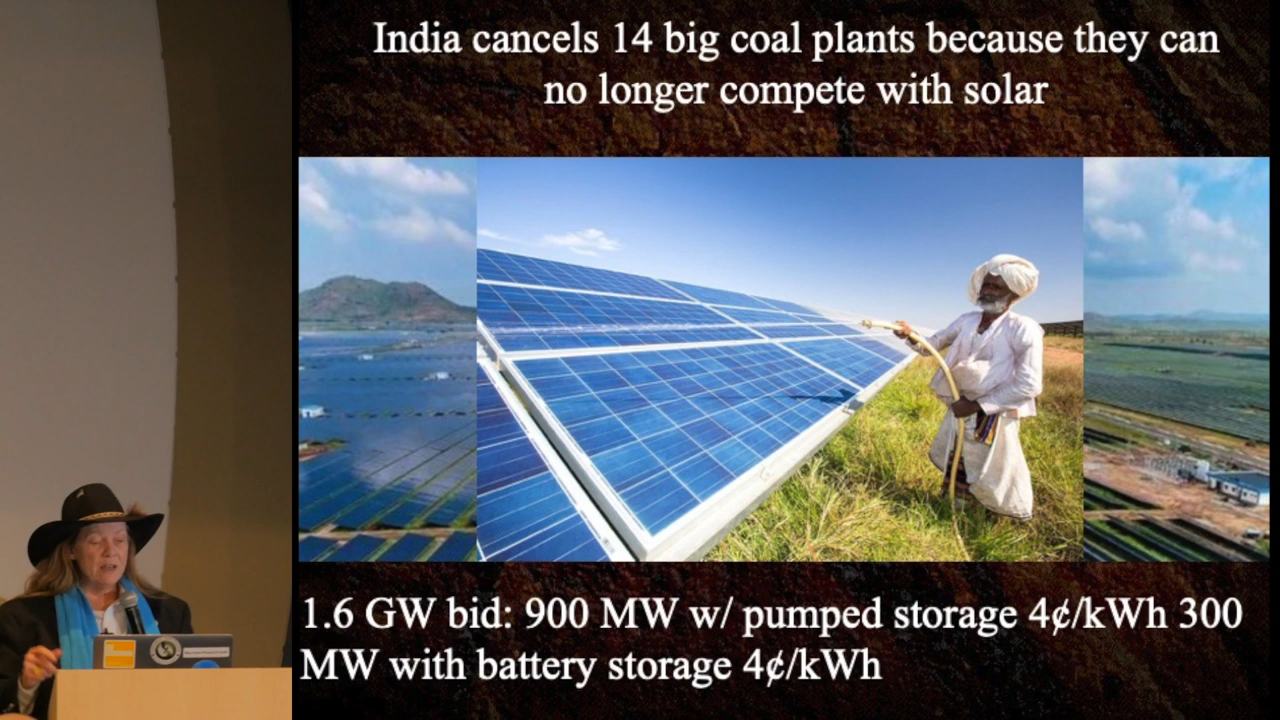 India cancels 14 big coal plants because they can
no longer compete with solar
1.6 GW bid: 900 MW w/ pumped storage 4¢/kWh 300
MW with battery storage 4¢/kWh